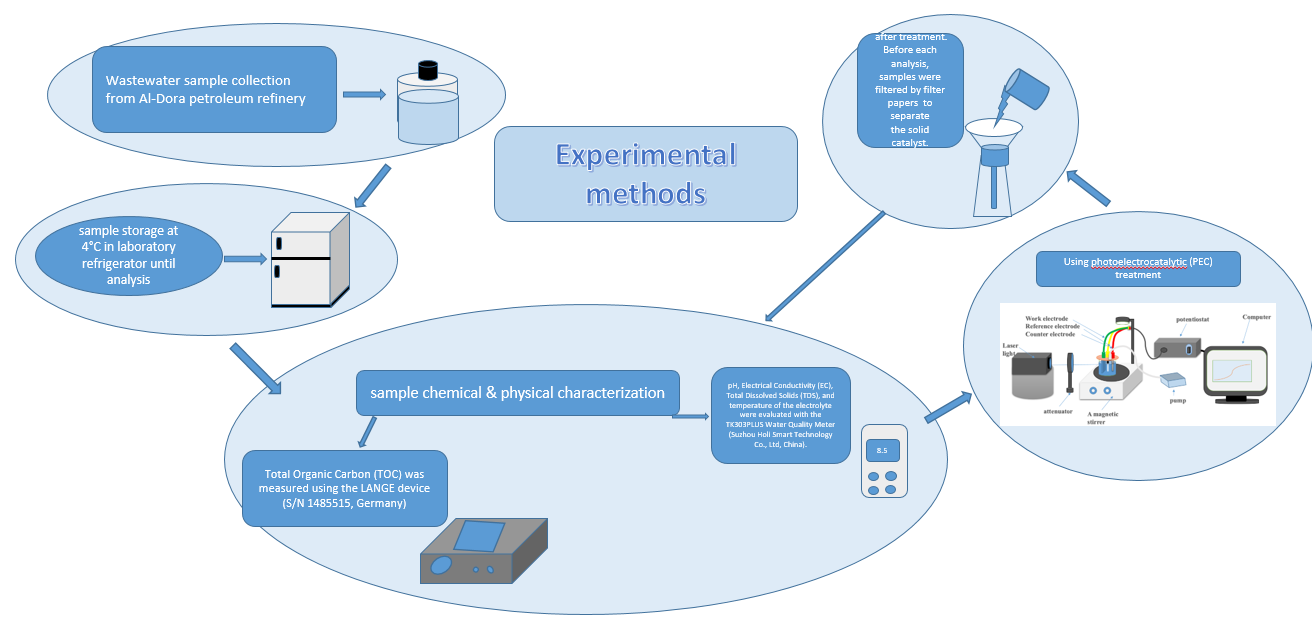 Wastewater sample collection
from Al-Dora petroleum refinery
sample storage at
4°C in laboratory
refrigerator until
analysis
Experimental
methods
after treatment.
Before each
analysis,
samples were
filtered by filter
papers to
separate
the solid
catalyst.
Using photoelectrocatalytic (PEC)
treatment
Work electrode
Reference electrode
Counter electrode
Laser
light
attenuator
A magnetic
stirrer
potentiostat
pump
Computer
sample chemical & physical characterization
pH, Electrical Conductivity (EC),
Total Dissolved Solids (TDS), and
temperature of the electrolyte
were evaluated with the
TK303PLUS Water Quality Meter
(Suzhou Holi Smart Technology
Co., Ltd, China).
8.5
Total Organic Carbon (TOC) was
measured using the LANGE device
(S/N 1485515, Germany)